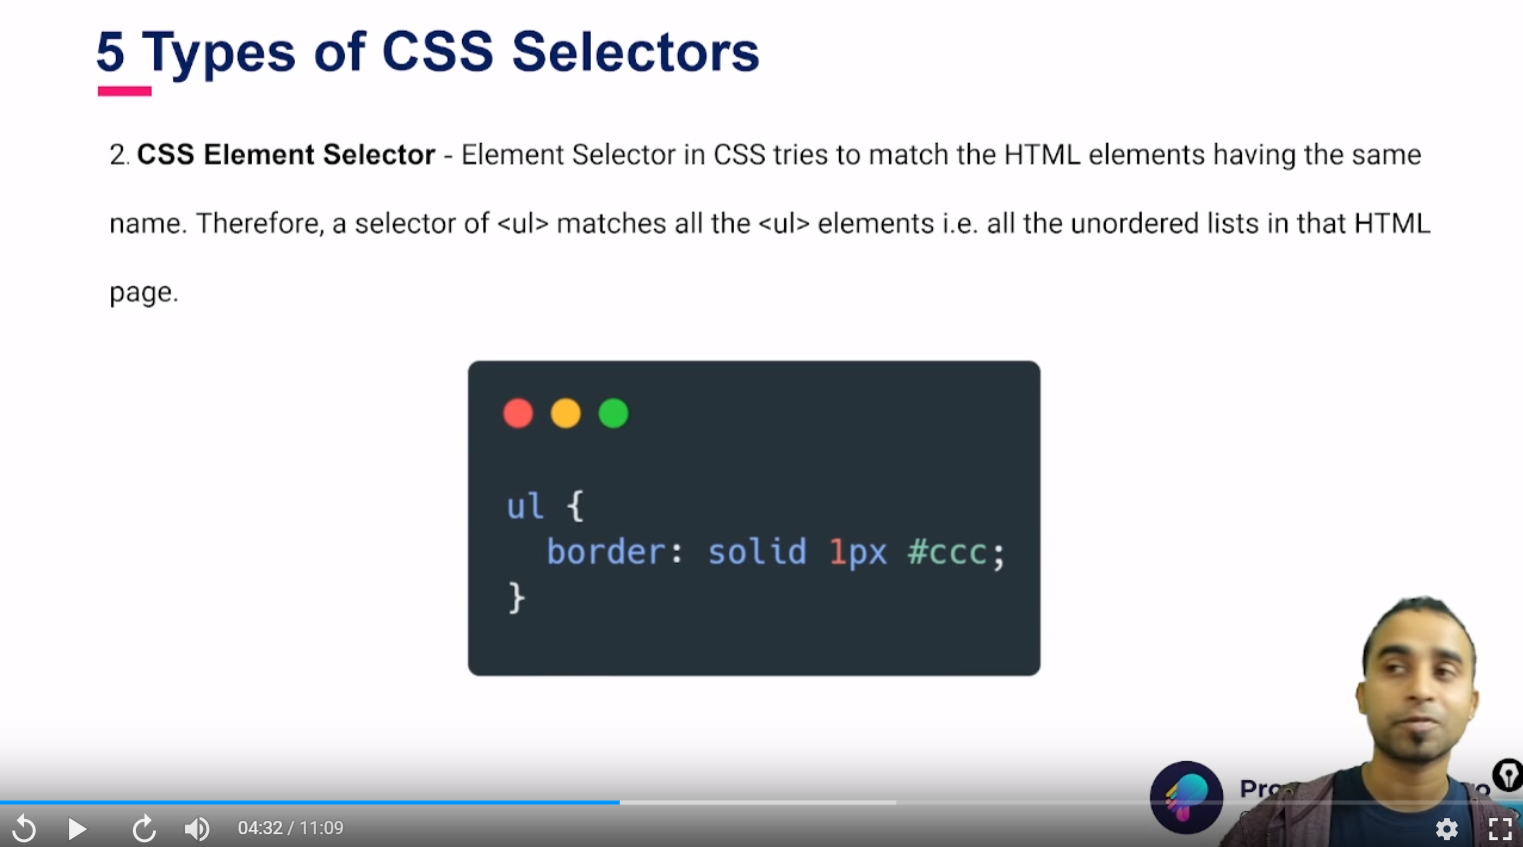 5 Types of CSS Selectors
2. CSS Element Selector - Element Selector in CSS tries to match the HTML elements having the same
name. Therefore, a selector of <ul> matches all the <ul> elements i.e. all the unordered lists in that HTML
page.
ul {
border: solid 1px #ccc;
}
04:32 / 11:09